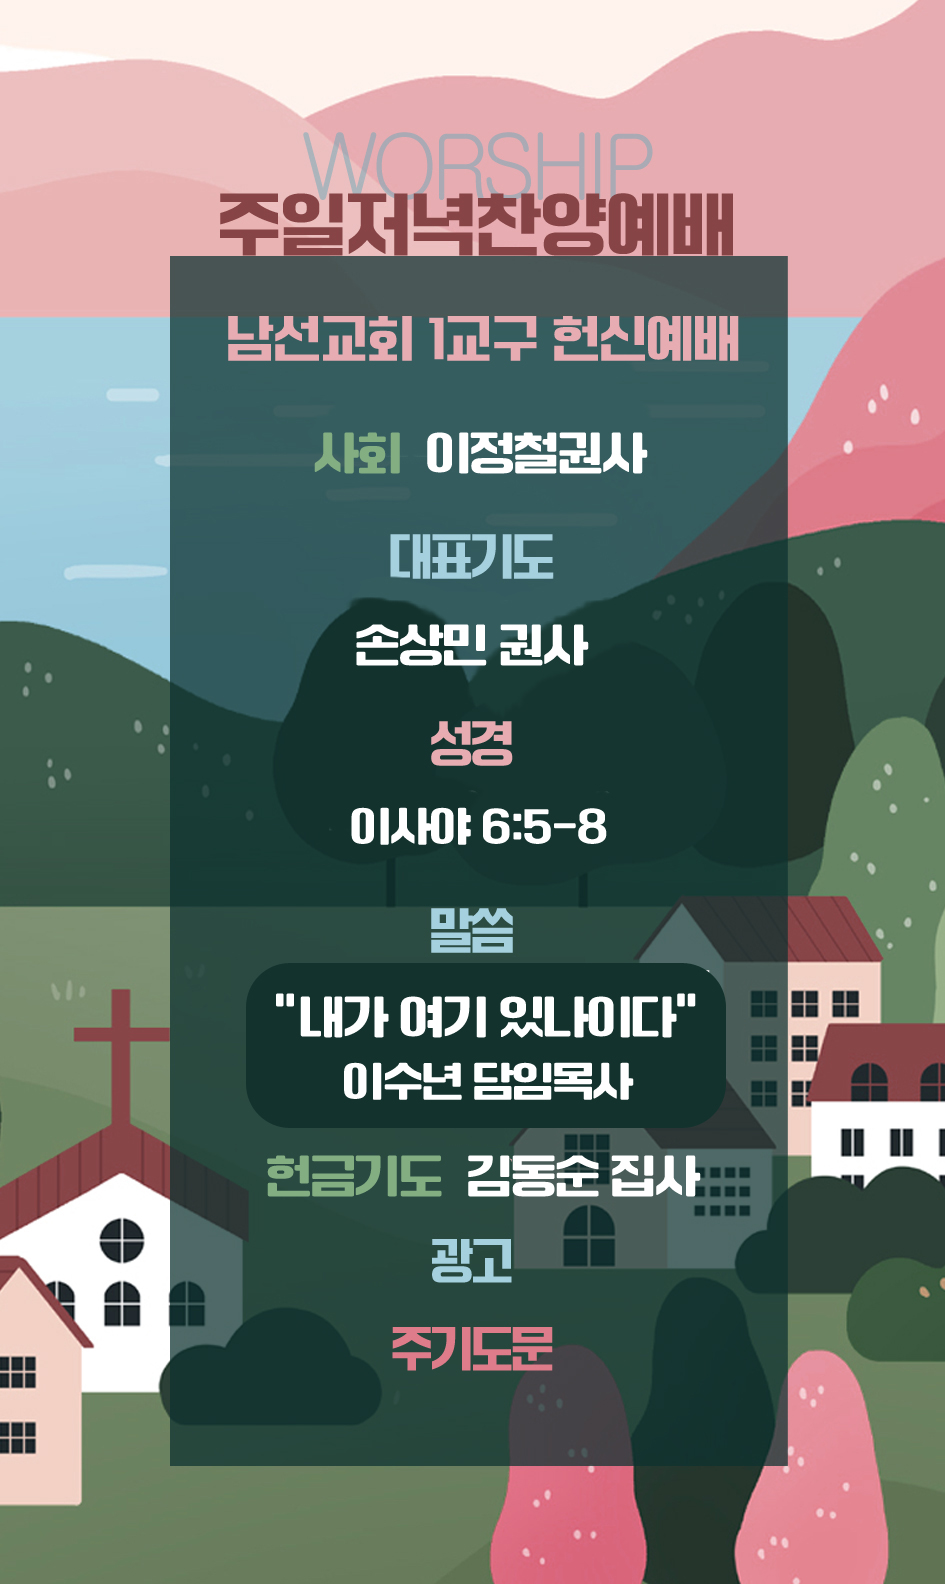 WORSHIP
주일저녁찬양예배
남선교회 1교구 헌신예배
사회 이정철권사
대표기도
손상민 권사
성경
이사야 6:5-8
말씀
"내가 여기 있나이다"
이수년 담임목사
헌금기도 김동순 집사
광고
주기도문